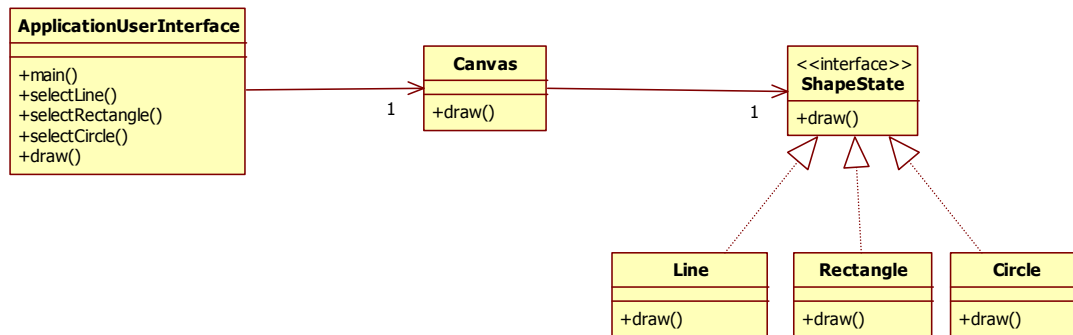 ApplicationUserInterface
+main()
+selectLine()
+selectRectangle()
+selectCircle()
+draw()
1
Canvas
+draw()
1
<<interface>>
ShapeState
+draw()
Line
+draw()
Rectangle
+draw()
Circle
+draw()